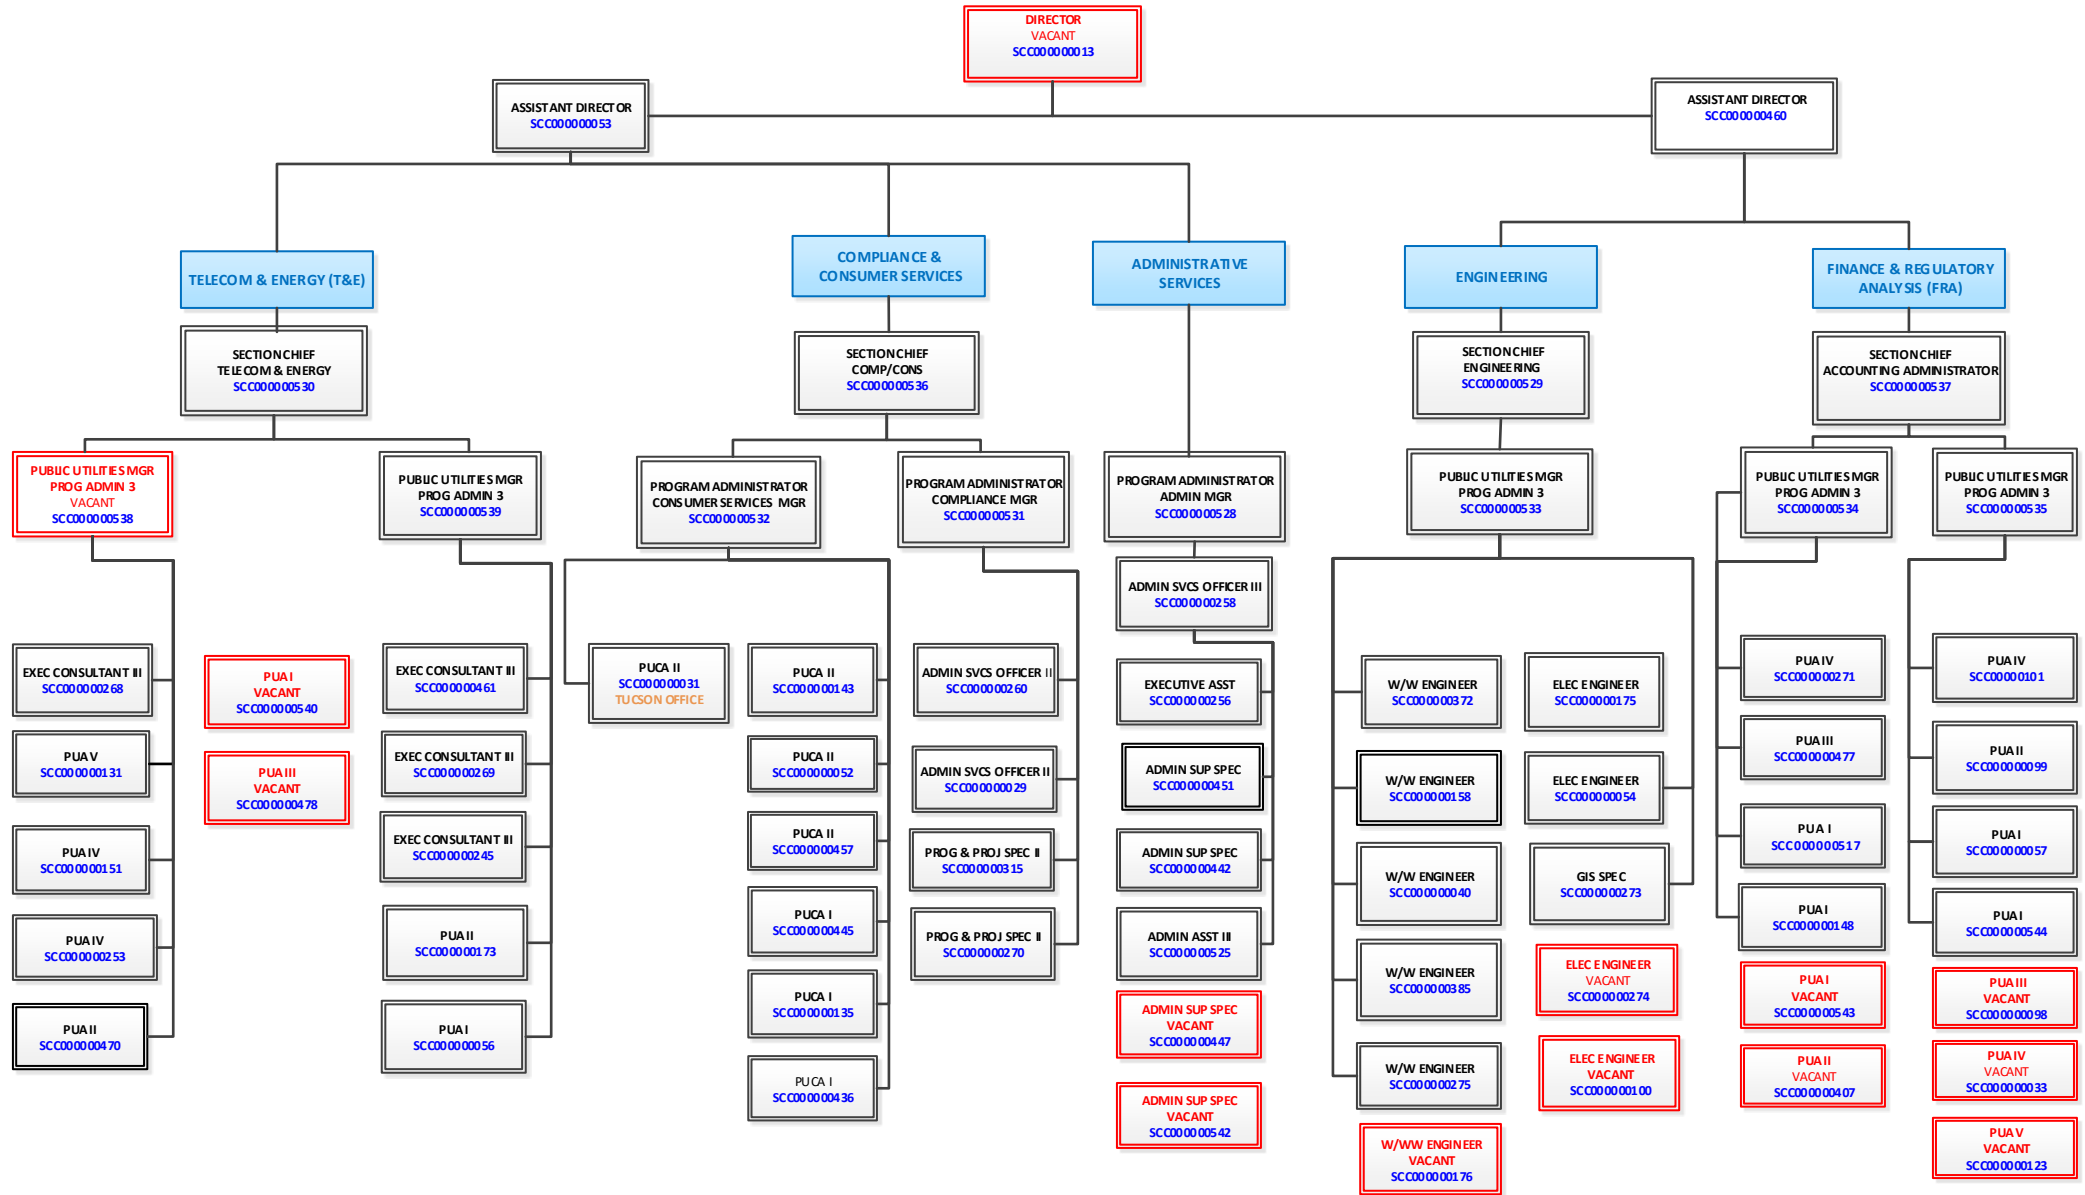 DIRECTOR
VACANT
SCC000000013
ASSISTANT DIRECTOR
SCC000000053
ASSISTANT DIRECTOR
SCC000000460
TELECOM & ENERGY (T&E)
COMPLIANCE &
CONSUMER SERVICES
ADMINISTRATIVE
SERVICES
ENGINEERING
FINANCE & REGULATORY
ANALYSIS (FRA)
SECTION CHIEF
TELECOM & ENERGY
SCC000000530
SECTION CHIEF
COMP/CONS
SCC000000536
SECTION CHIEF
ENGINEERING
SCC000000529
SECTION CHIEF
ACCOUNTING ADMINISTRATOR
SCC000000537
PUBLIC UTILITIES MGR
PROG ADMIN 3
VACANT
SCC000000538
PUBLIC UTILITIES MGR
PROG ADMIN 3
SCC000000539
PROGRAM ADMINISTRATOR
CONSUMER SERVICES MGR
SCC000000532
PROGRAM ADMINISTRATOR
COMPLIANCE MGR
SCC000000531
PROGRAM ADMINISTRATOR
ADMIN MGR
SCC000000528
PUBLIC UTILITIES MGR
PROG ADMIN 3
SCC000000533
PUBLIC UTILITIES MGR
PROG ADMIN 3
SCC000000534
PUBLIC UTILITIES MGR
PROG ADMIN 3
SCC000000535
ADMIN SVCS OFFICER III
SCC000000258
EXEC CONSULTANT III
SCC000000268
PUA V
SCC000000131
PUA IV
SCC000000151
PUA IV
SCC000000253
PUA II
SCC000000470
PUA I
VACANT
SCC000000540
PUA III
VACANT
SCC000000478
EXEC CONSULTANT III
SCC000000461
EXEC CONSULTANT III
SCC000000269
EXEC CONSULTANT III
SCC000000245
PUA II
SCC000000173
PUA I
SCC000000056
PUCA II
SCC000000031
TUCSON OFFICE
PUCA II
SCC000000143
PUCA II
SCC000000052
PUCA II
SCC000000457
PUCA I
SCC000000445
PUCA I
SCC000000135
PUCA I
SCC000000436
ADMIN SVCS OFFICER II
SCC000000260
ADMIN SVCS OFFICER II
SCC000000029
PROG & PROJ SPEC II
SCC000000315
PROG & PROJ SPEC II
SCC000000270
EXECUTIVE ASST
SCC000000256
ADMIN SUP SPEC
SCC000000451
ADMIN SUP SPEC
SCC000000442
ADMIN ASST III
SCC000000525
ADMIN SUP SPEC
VACANT
SCC000000447
ADMIN SUP SPEC
VACANT
SCC000000542
W/W ENGINEER
SCC000000372
W/W ENGINEER
SCC000000158
W/W ENGINEER
SCC000000040
W/W ENGINEER
SCC000000385
W/W ENGINEER
SCC000000275
W/WW ENGINEER
VACANT
SCC000000176
ELEC ENGINEER
SCC000000175
ELEC ENGINEER
SCC000000054
GIS SPEC
SCC000000273
ELEC ENGINEER
VACANT
SCC000000274
ELEC ENGINEER
VACANT
SCC000000100
PUA IV
SCC000000271
PUA III
SCC000000477
PUA I
SCC000000517
PUA I
SCC000000148
PUA I
VACANT
SCC000000543
PUA II
VACANT
SCC000000407
PUA IV
SCC00000101
PUA II
SCC000000099
PUA I
SCC000000057
PUA I
SCC000000544
PUA III
VACANT
SCC000000098
PUA IV
VACANT
SCC000000033
PUA V
VACANT
SCC000000123